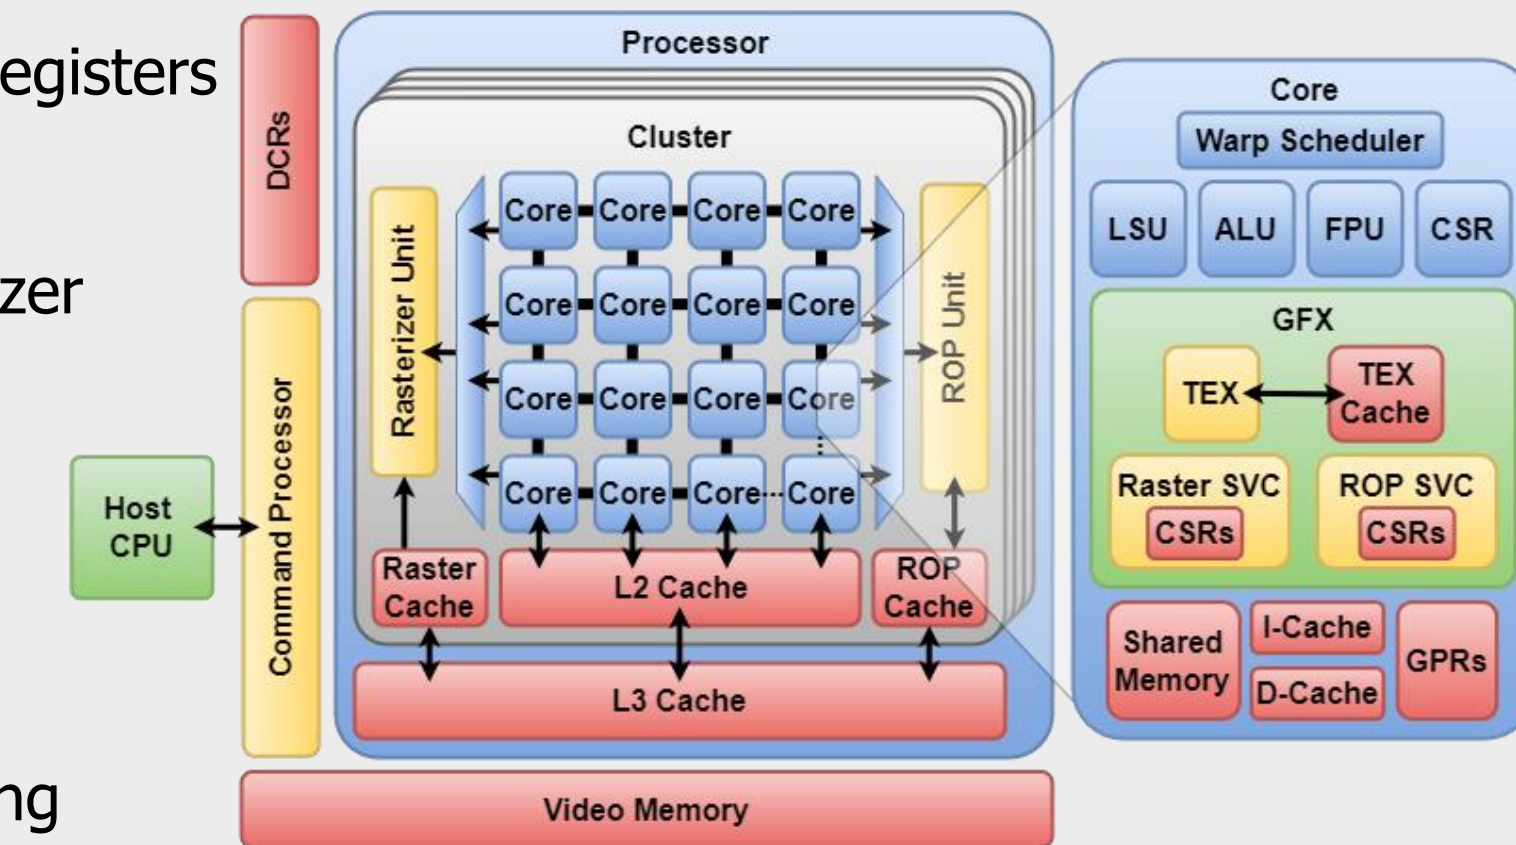 egisters
zer
ng
DCRs
Command Processor
Host
CPU
Processor
Cluster
Rasterizer Unit
Core Core Core Core
Core Core Core Core
Core Core Core Core
Core Core Core Core
ROP Unit
Raster
Cache
L2 Cache
ROP
Cache
L3 Cache
Video Memory
Core
Warp Scheduler
LSU ALU FPU CSR
GFX
TEX
TEX
Cache
Raster SVC
CSRs
ROP SVC
CSRs
Shared
Memory
I-Cache
D-Cache
GPRs